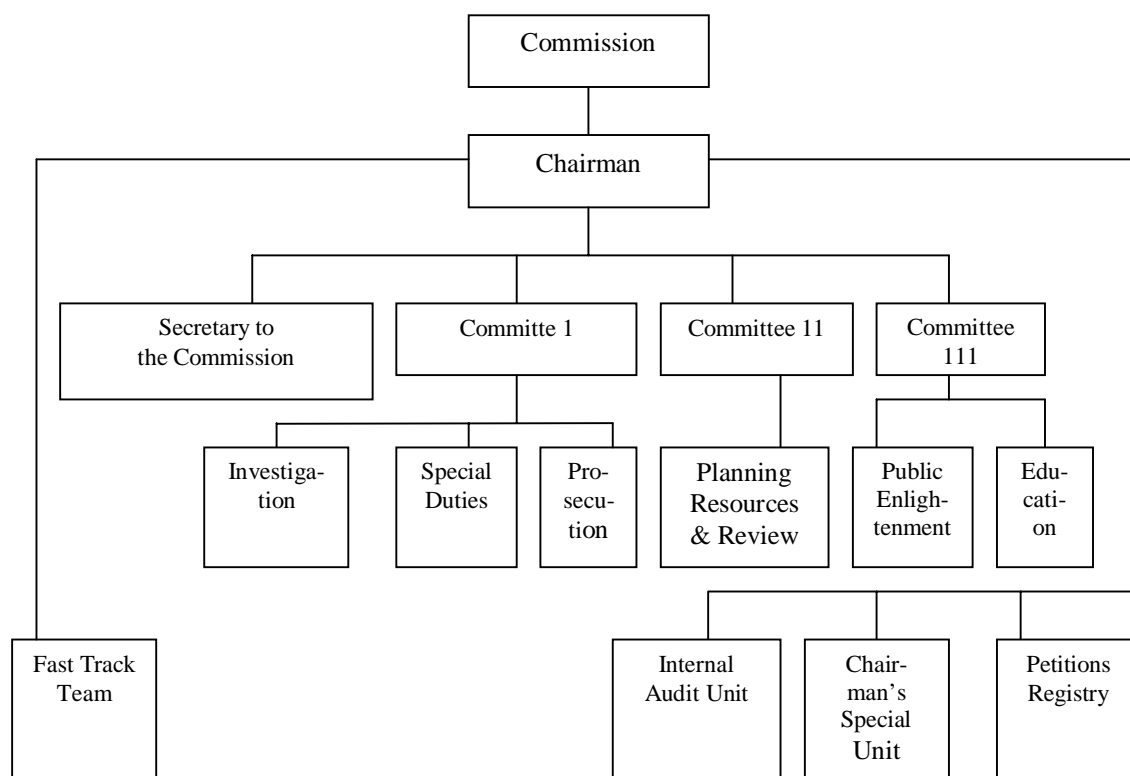 Commission
Chairman
Secretary to
the Commission
Committe 1
Committee 11
Committee
111
Investiga-
tion
Special
Duties
Pro-
secu-
tion
Planning
Resources
& Review
Public
Enligh-
tenment
Edu-
cati-
on
Fast Track
Team
Internal
Audit Unit
Chair-
man’s
Special
Unit
Petitions
Registry